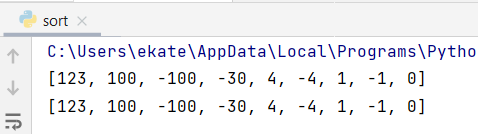 sort
C:\Users\ekate\AppData\Local\Programs\Pytho
[123, 100, -100, -30, 4, -4, 1, -1, 0]
[123, 100, -100, -30, 4, -4, 1, -1, 0]